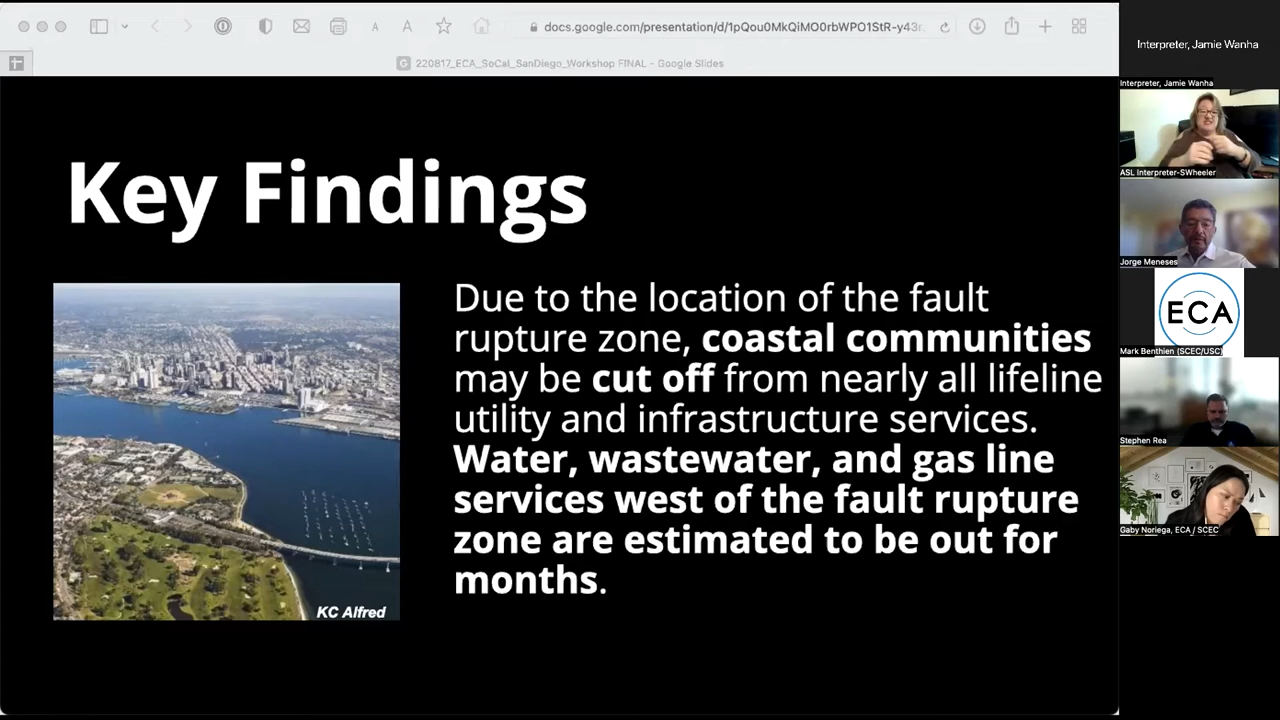 docs.google.com/presentation/d/1pQou0MkQiMO0rbWPO1StR-y43r
220817_ECA_SoCal_SanDiego_Workshop FINAL - Google Slides
Key Findings
Due to the location of the fault
rupture zone, coastal communities
may be cut off from nearly all lifeline
utility and infrastructure services.
Water, wastewater, and gas line
services west of the fault rupture
zone are estimated to be out for
months.
KC Alfred
Interpreter, Jamie Wanha
Interpreter, Jamie Wanha
ASL Interpreter-SWheeler
Jorge Meneses
ECA
Mark Benthien (SCEC/USC)
Stephen Rea
Gaby Noriega, ECA / SCEC